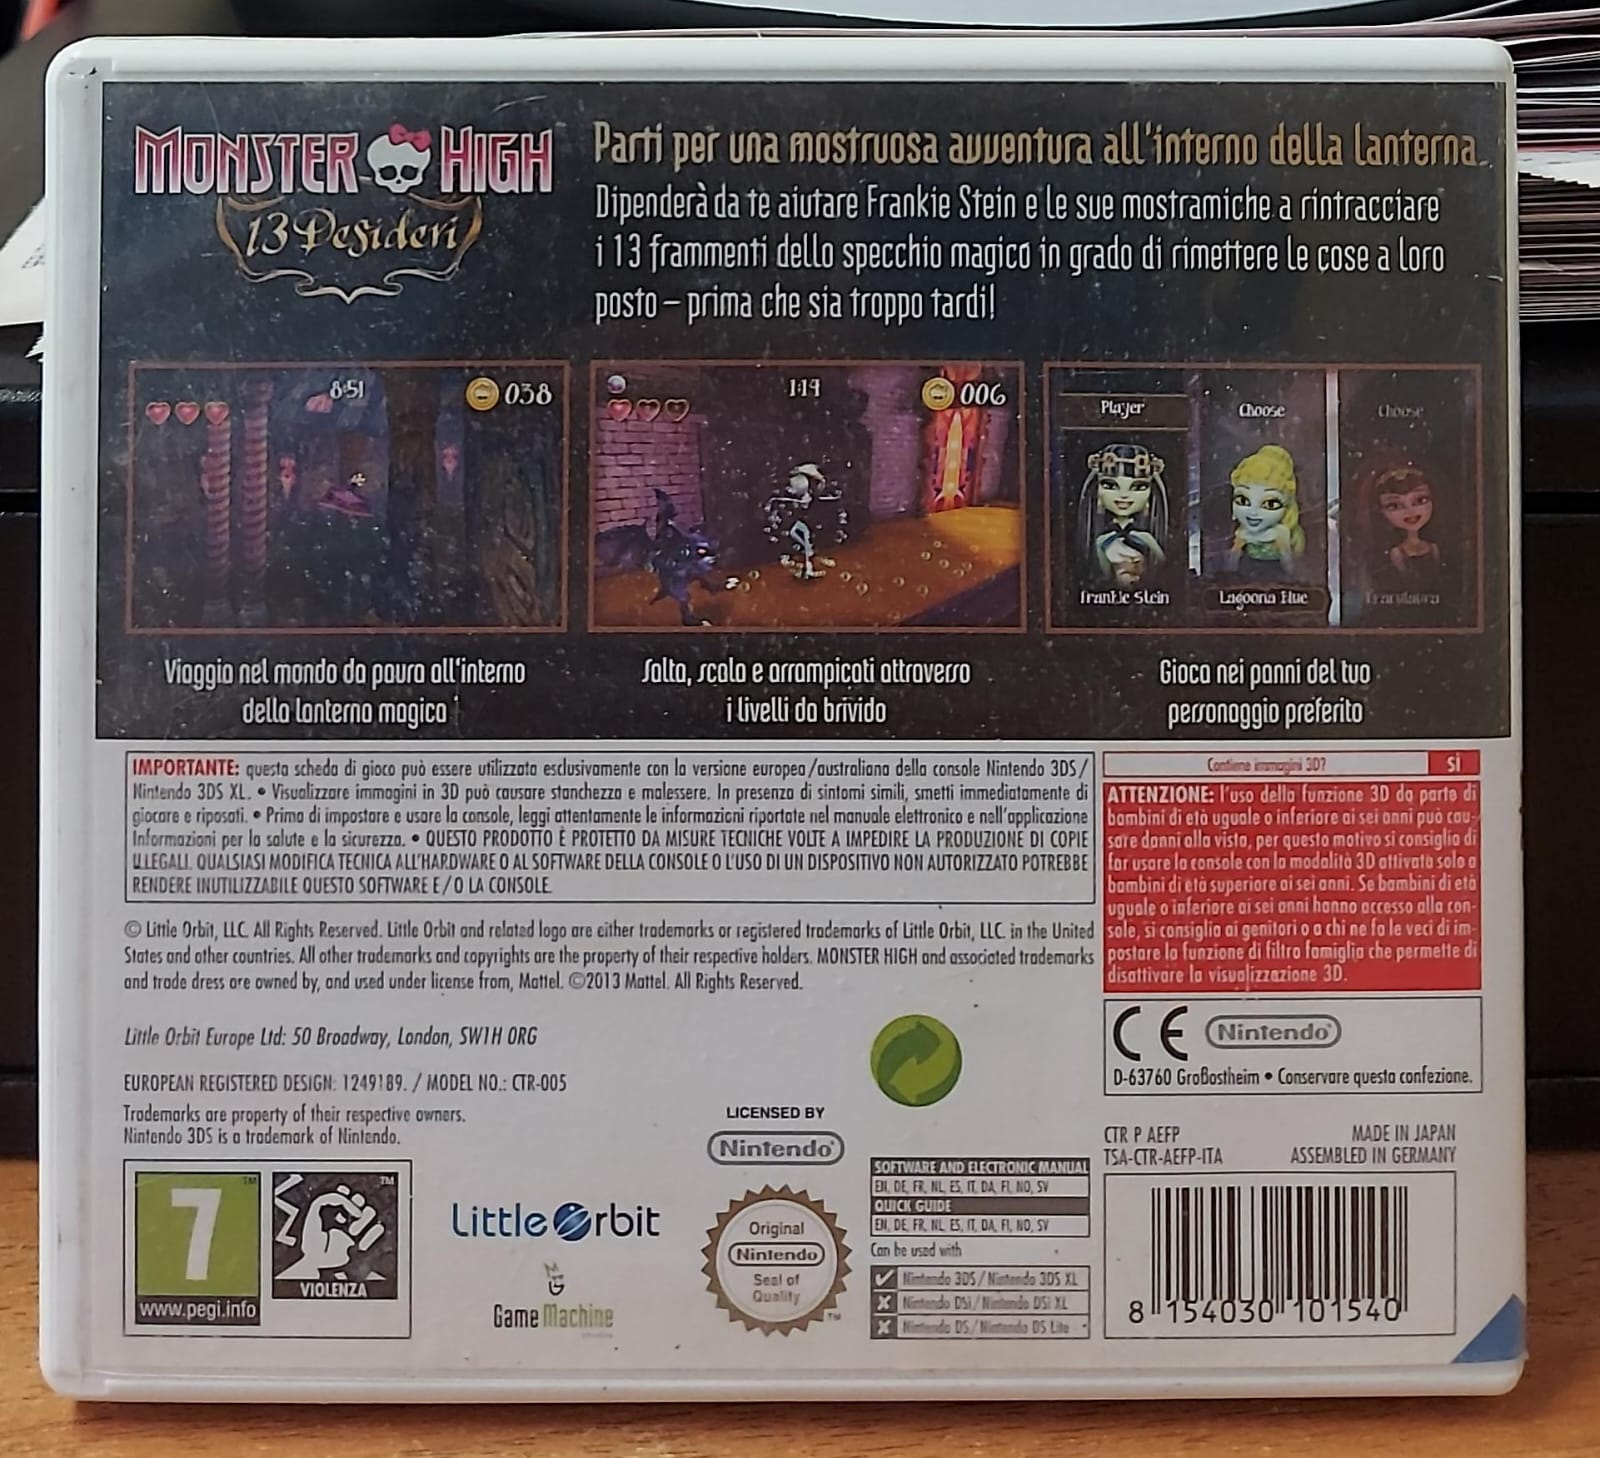 MONSTER HIGH
13 Desideri
Parti per una mostruosa avventura all'interno della lanterna.
Dipenderà da te aiutare Frankie Stein e le sue mostramiche a rintracciare
i 13 frammenti dello specchio magico in grado di rimettere le cose a loro
posto – prima che sia troppo tardi!
8:51
038
1:19
006
Player
Choose
Choose
Frankie Stein
Lagoona Blue
Viaggio nel mondo da paura all'interno
della lanterna magica
Salta, scala e arrampicati attraverso
i livelli da brivido
Gioca nei panni del tuo
personaggio preferito
IMPORTANTE: questa scheda di gioco può essere utilizzata esclusivamente con la versione europea/australiana della console Nintendo 3DS/
Nintendo 3DS XL. • Visualizzare immagini in 3D può causare stanchezza e malessere. In presenza di sintomi simili, smetti immediatamente di
giocare e riposati. • Prima di impostare e usare la console, leggi attentamente le informazioni riportate nel manuale elettronico e nell'applicazione
Informazioni per la salute e la sicurezza. • QUESTO PRODOTTO È PROTETTO DA MISURE TECNICHE VOLTE A IMPEDIRE LA PRODUZIONE DI COPIE
ILLEGALI. QUALSIASI MODIFICA TECNICA ALL'HARDWARE O AL SOFTWARE DELLA CONSOLE O L'USO DI UN DISPOSITIVO NON AUTORIZZATO POTREBBE
RENDERE INUTILIZZABILE QUESTO SOFTWARE E/O LA CONSOLE.
Contiene immagini 3D? SÌ
ATTENZIONE: l'uso della funzione 3D da parte di
bambini di età uguale o inferiore ai sei anni può cau-
sare danni alla vista, per questo motivo si consiglia di
far usare la console con la modalità 3D attivata solo a
bambini di età superiore ai sei anni. Se bambini di età
uguale o inferiore ai sei anni hanno accesso alla con-
sole, si consiglia ai genitori o a chi ne fa le veci di im-
postare la funzione di filtro famiglia che permette di
disattivare la visualizzazione 3D.
© Little Orbit, LLC. All Rights Reserved. Little Orbit and related logo are either trademarks or registered trademarks of Little Orbit, LLC. in the United
States and other countries. All other trademarks and copyrights are the property of their respective holders. MONSTER HIGH and associated trademarks
and trade dress are owned by, and used under license from, Mattel. ©2013 Mattel. All Rights Reserved.
Little Orbit Europe Ltd: 50 Broadway, London, SW1H 0RG
EUROPEAN REGISTERED DESIGN: 1249189. / MODEL NO.: CTR-005
Trademarks are property of their respective owners.
Nintendo 3DS is a trademark of Nintendo.
CE Nintendo
D-63760 Großostheim • Conservare questa confezione.
CTR P AEFP
TSA-CTR-AEFP-ITA
MADE IN JAPAN
ASSEMBLED IN GERMANY
LICENSED BY
Nintendo
7
www.pegi.info
VIOLENZA
Little Orbit
Game Machine
Original
Nintendo
Seal of
Quality
TM
SOFTWARE AND ELECTRONIC MANUAL
EN, DE, FR, NL, ES, IT, DA, FI, NO, SV
QUICK GUIDE
EN, DE, FR, NL, ES, IT, DA, FI, NO, SV
Can be used with
Nintendo 3DS/Nintendo 3DS XL
Nintendo DSi/Nintendo DSi XL
Nintendo DS/Nintendo DS Lite
8 154030 101540